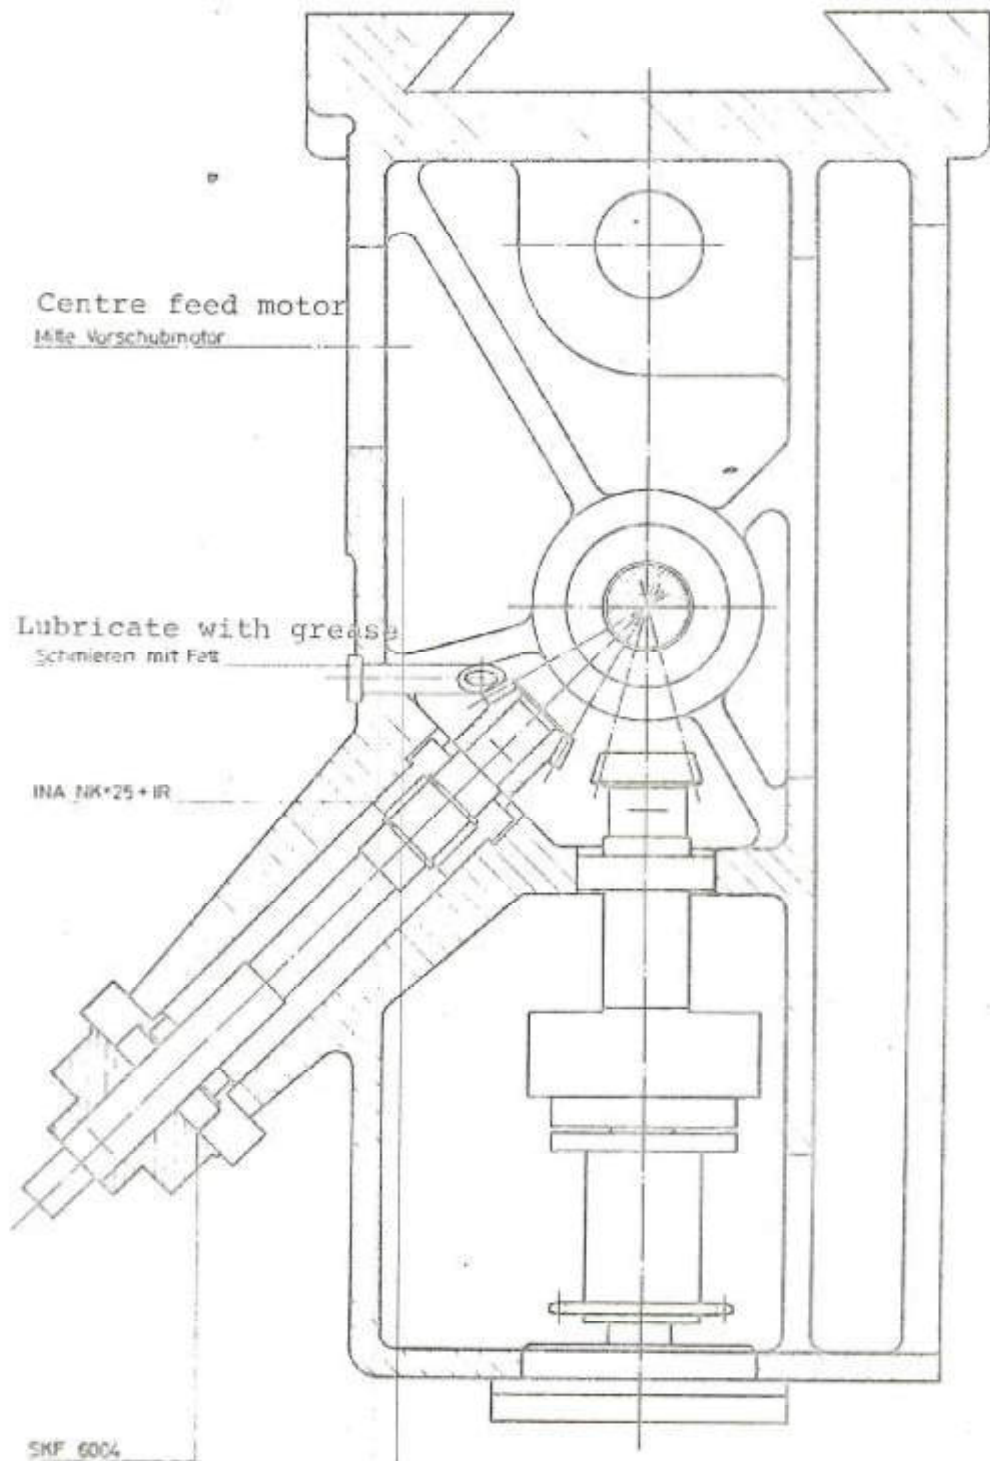 Centre feed motor
Mitte Vorschubmotor
Lubricate with grease
Schmieren mit Fett
INA NK*25+IR
SKF 6004